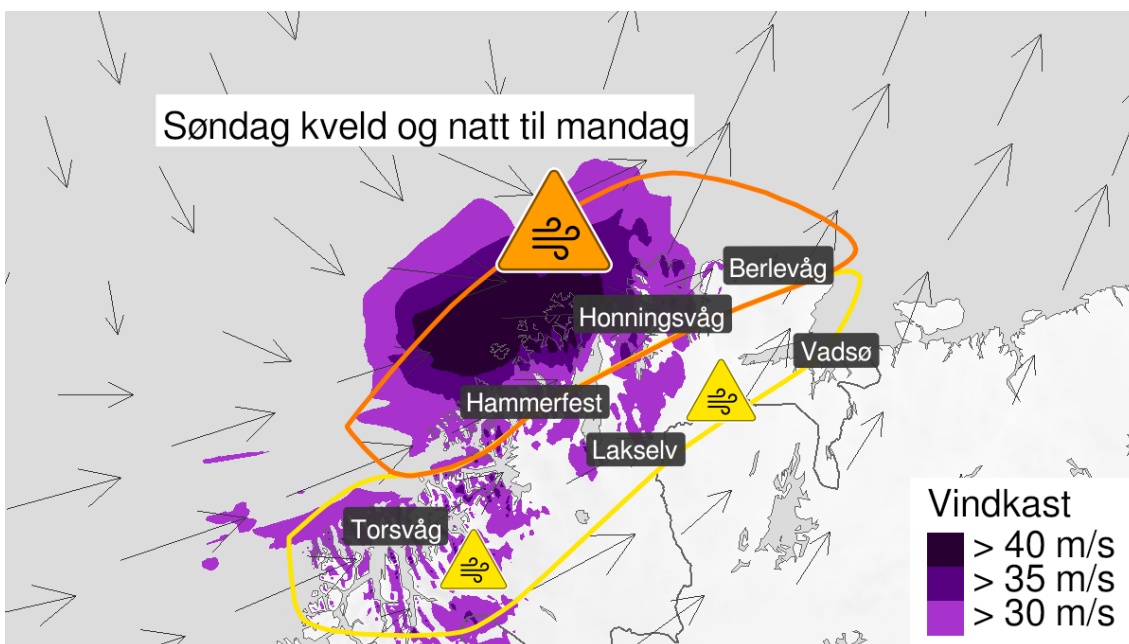 Søndag kveld og natt til mandag
Berlevåg
Honningsvåg
Vadsø
Hammerfest
Lakselv
Torsvåg
Vindkast
> 40 m/s
> 35 m/s
> 30 m/s